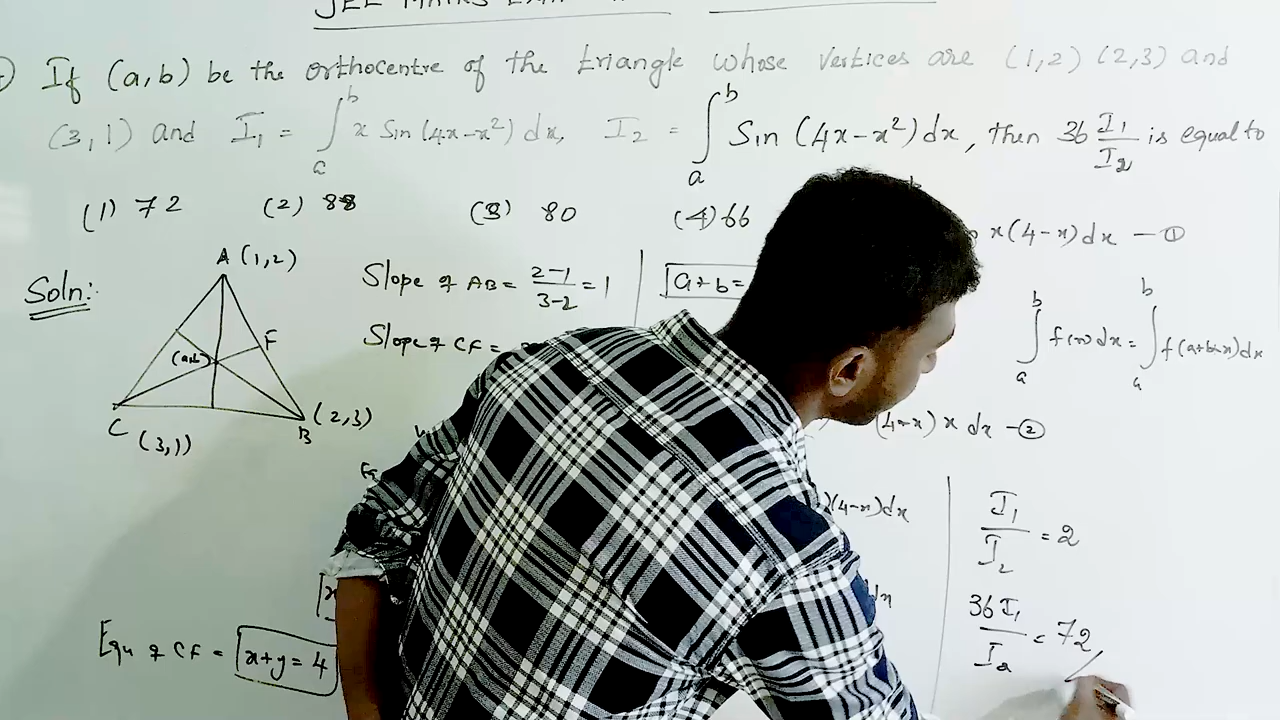 JEE MAINS EXAM
If (a,b) be the orthocentre of the triangle whose vertices are (1,2) (2,3) and
(3,1) and I₁ = ∫ₐᵇ x Sin (4x-x²) dx, I₂ = ∫ₐᵇ Sin (4x-x²) dx, then 36 I₁/I₂ is equal to
(1) 72 (2) 88 (3) 80 (4) 66
Soln:
A (1,2)
F
(a,b)
C (3,1)
B (2,3)
Slope of AB = 2-1/3-2 = 1
Slope of CF =
Equ of CF = x+y = 4
a+b =
x(4-x) dx — ①
∫ₐᵇ f(x) dx = ∫ₐᵇ f(a+b-x) dx
(4-x) x dx — ②
(4-x) dx
dx
I₁/I₂ = 2
36 I₁/I₂ = 72